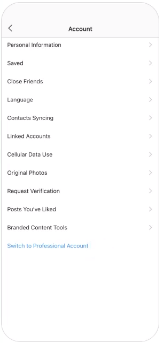 Account
Personal Information
Saved
Close Friends
Language
Contacts Syncing
Linked Accounts
Cellular Data Use
Original Photos
Request Verification
Posts You've Liked
Branded Content Tools
Switch to Professional Account